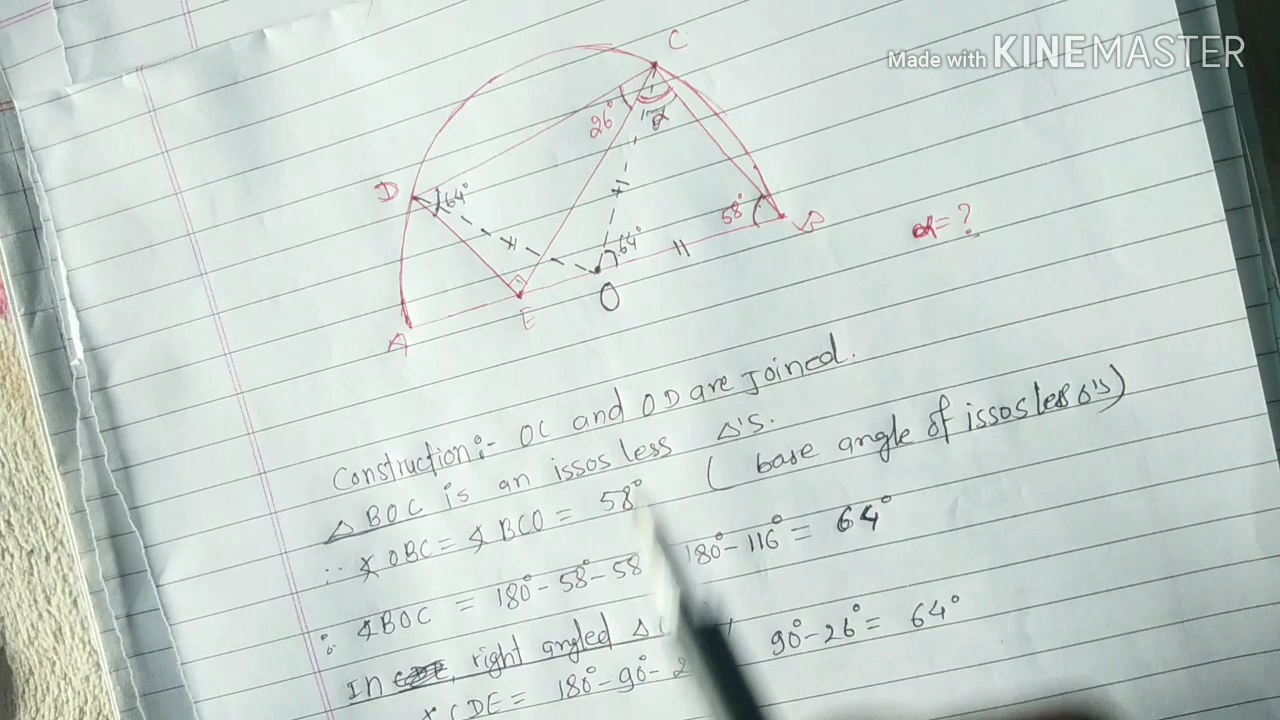 Made with KINEMASTER
C
26°
α
D
64°
58°
B
α = ?
64°
O
E
A
Construction:- OC and OD are Joined.
△ BOC is an issos less △'s.
∴ ∡ OBC = ∡ BCO = 58° ( base angle of issosless △'s)
∴ ∡BOC = 180° - 58° - 58 180° - 116° = 64°
In right angled △
∡ CDE = 180° - 90° - 2 90° - 26° = 64°